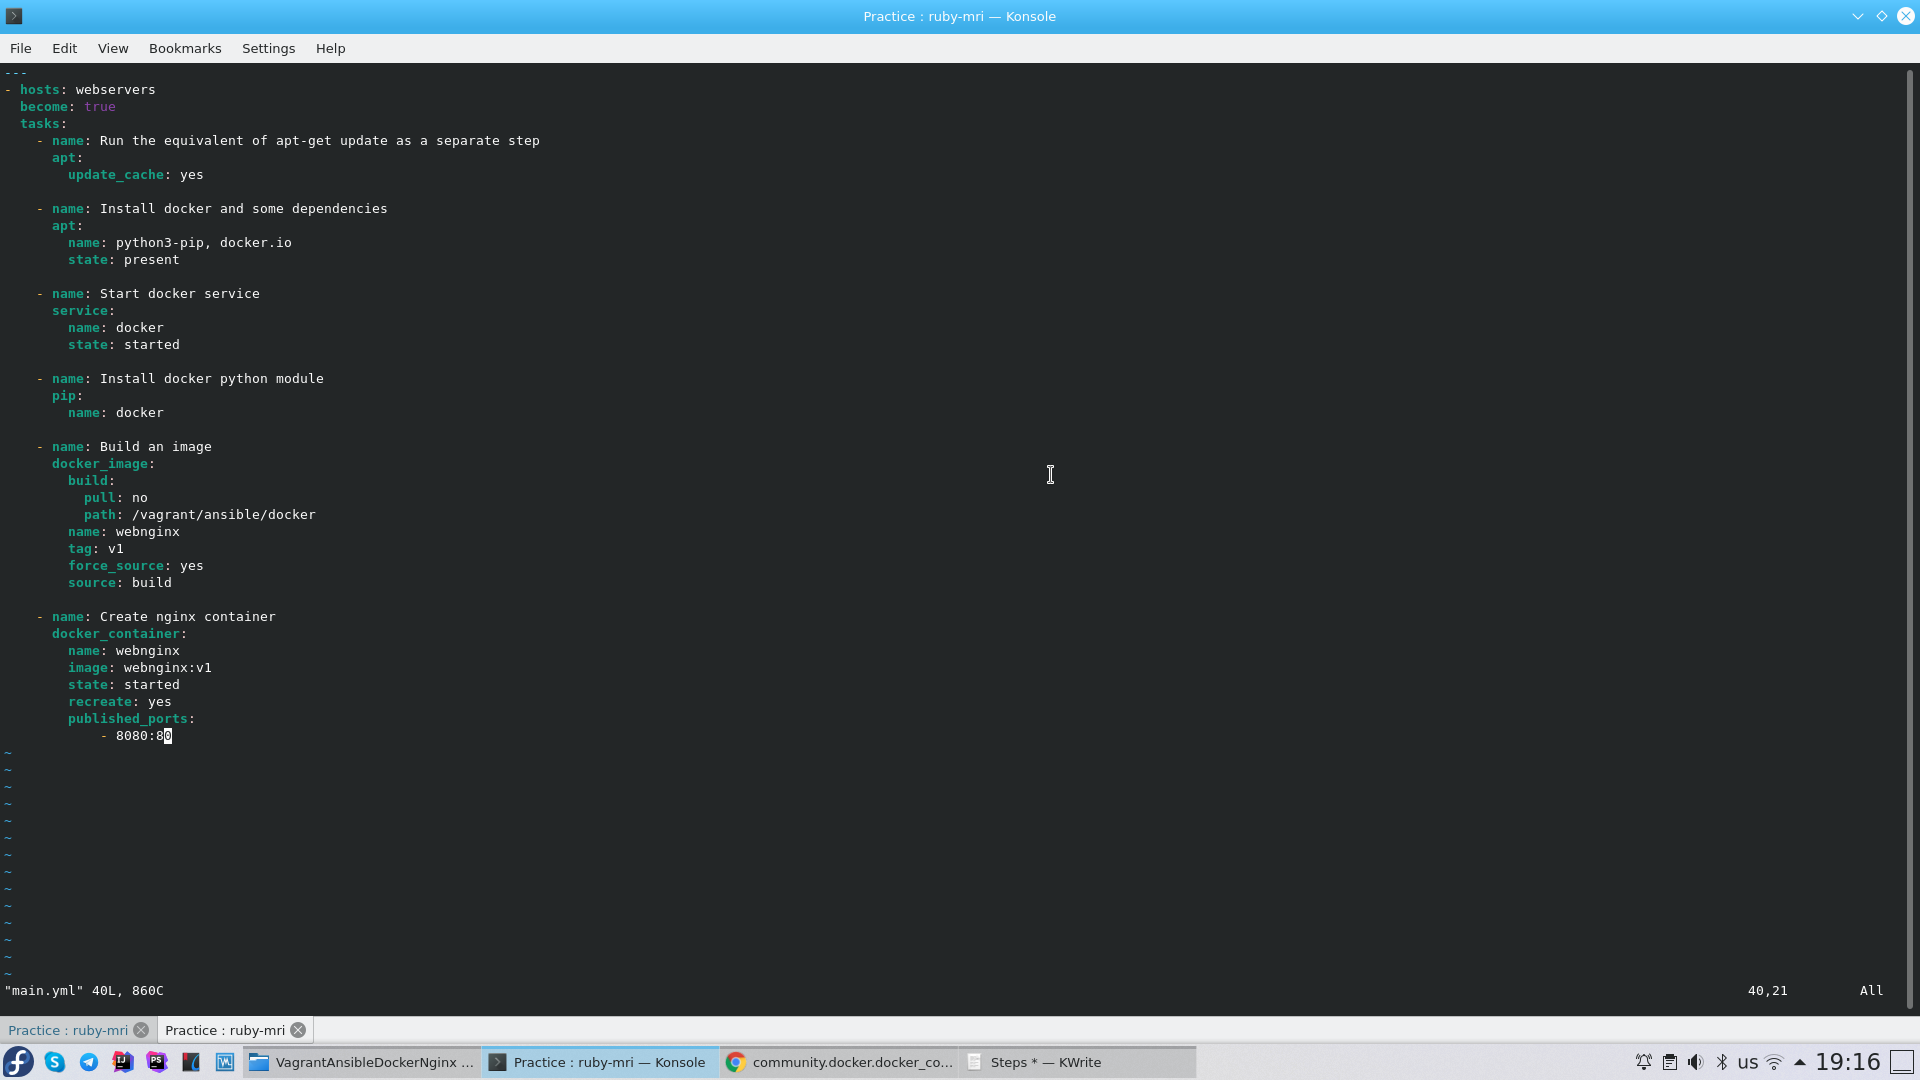 Practice : ruby-mri — Konsole
File Edit View Bookmarks Settings Help
---
- hosts: webservers
  become: true
  tasks:
    - name: Run the equivalent of apt-get update as a separate step
      apt:
        update_cache: yes

    - name: Install docker and some dependencies
      apt:
        name: python3-pip, docker.io
        state: present

    - name: Start docker service
      service:
        name: docker
        state: started

    - name: Install docker python module
      pip:
        name: docker

    - name: Build an image
      docker_image:
        build:
          pull: no
          path: /vagrant/ansible/docker
        name: webnginx
        tag: v1
        force_source: yes
        source: build

    - name: Create nginx container
      docker_container:
        name: webnginx
        image: webnginx:v1
        state: started
        recreate: yes
        published_ports:
            - 8080:80
~
~
~
~
~
~
~
~
~
~
~
~
~
~
"main.yml" 40L, 860C 40,21 All
Practice : ruby-mri Practice : ruby-mri
VagrantAnsibleDockerNginx ... Practice : ruby-mri — Konsole community.docker.docker_co... Steps * — KWrite us 19:16